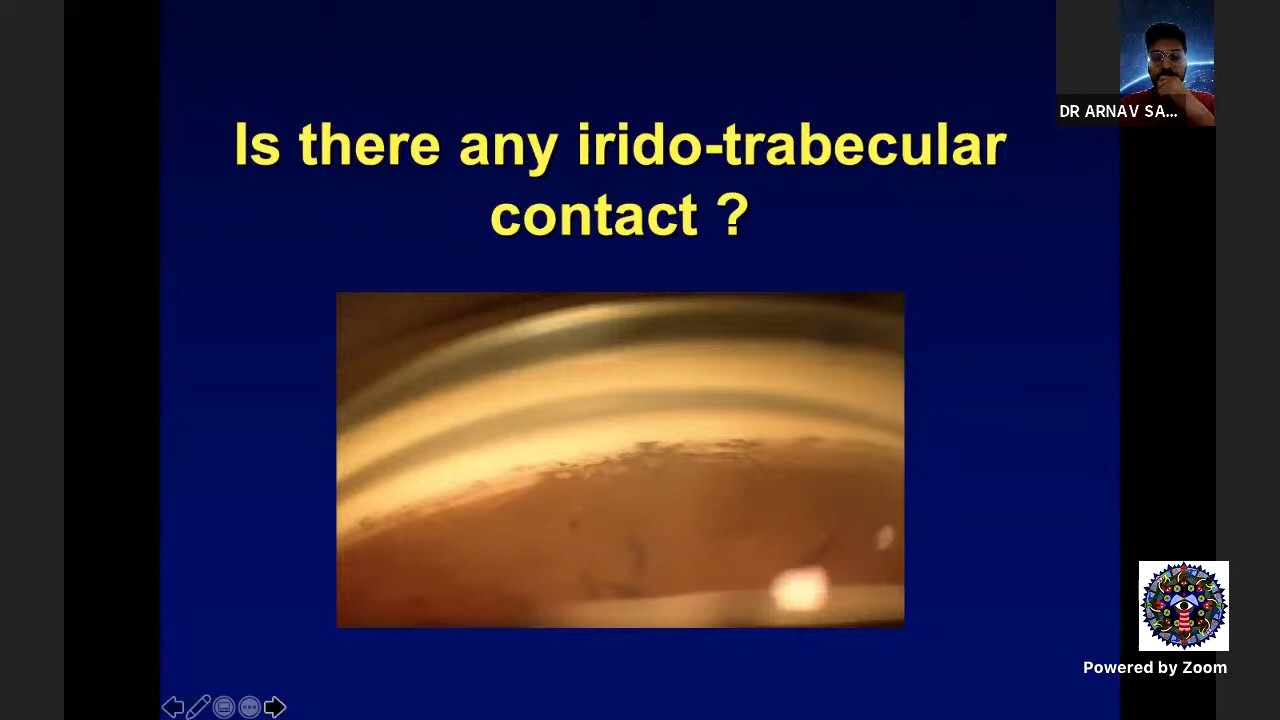 Is there any irido-trabecular
contact ?
DR ARNAV SA...
Powered by Zoom